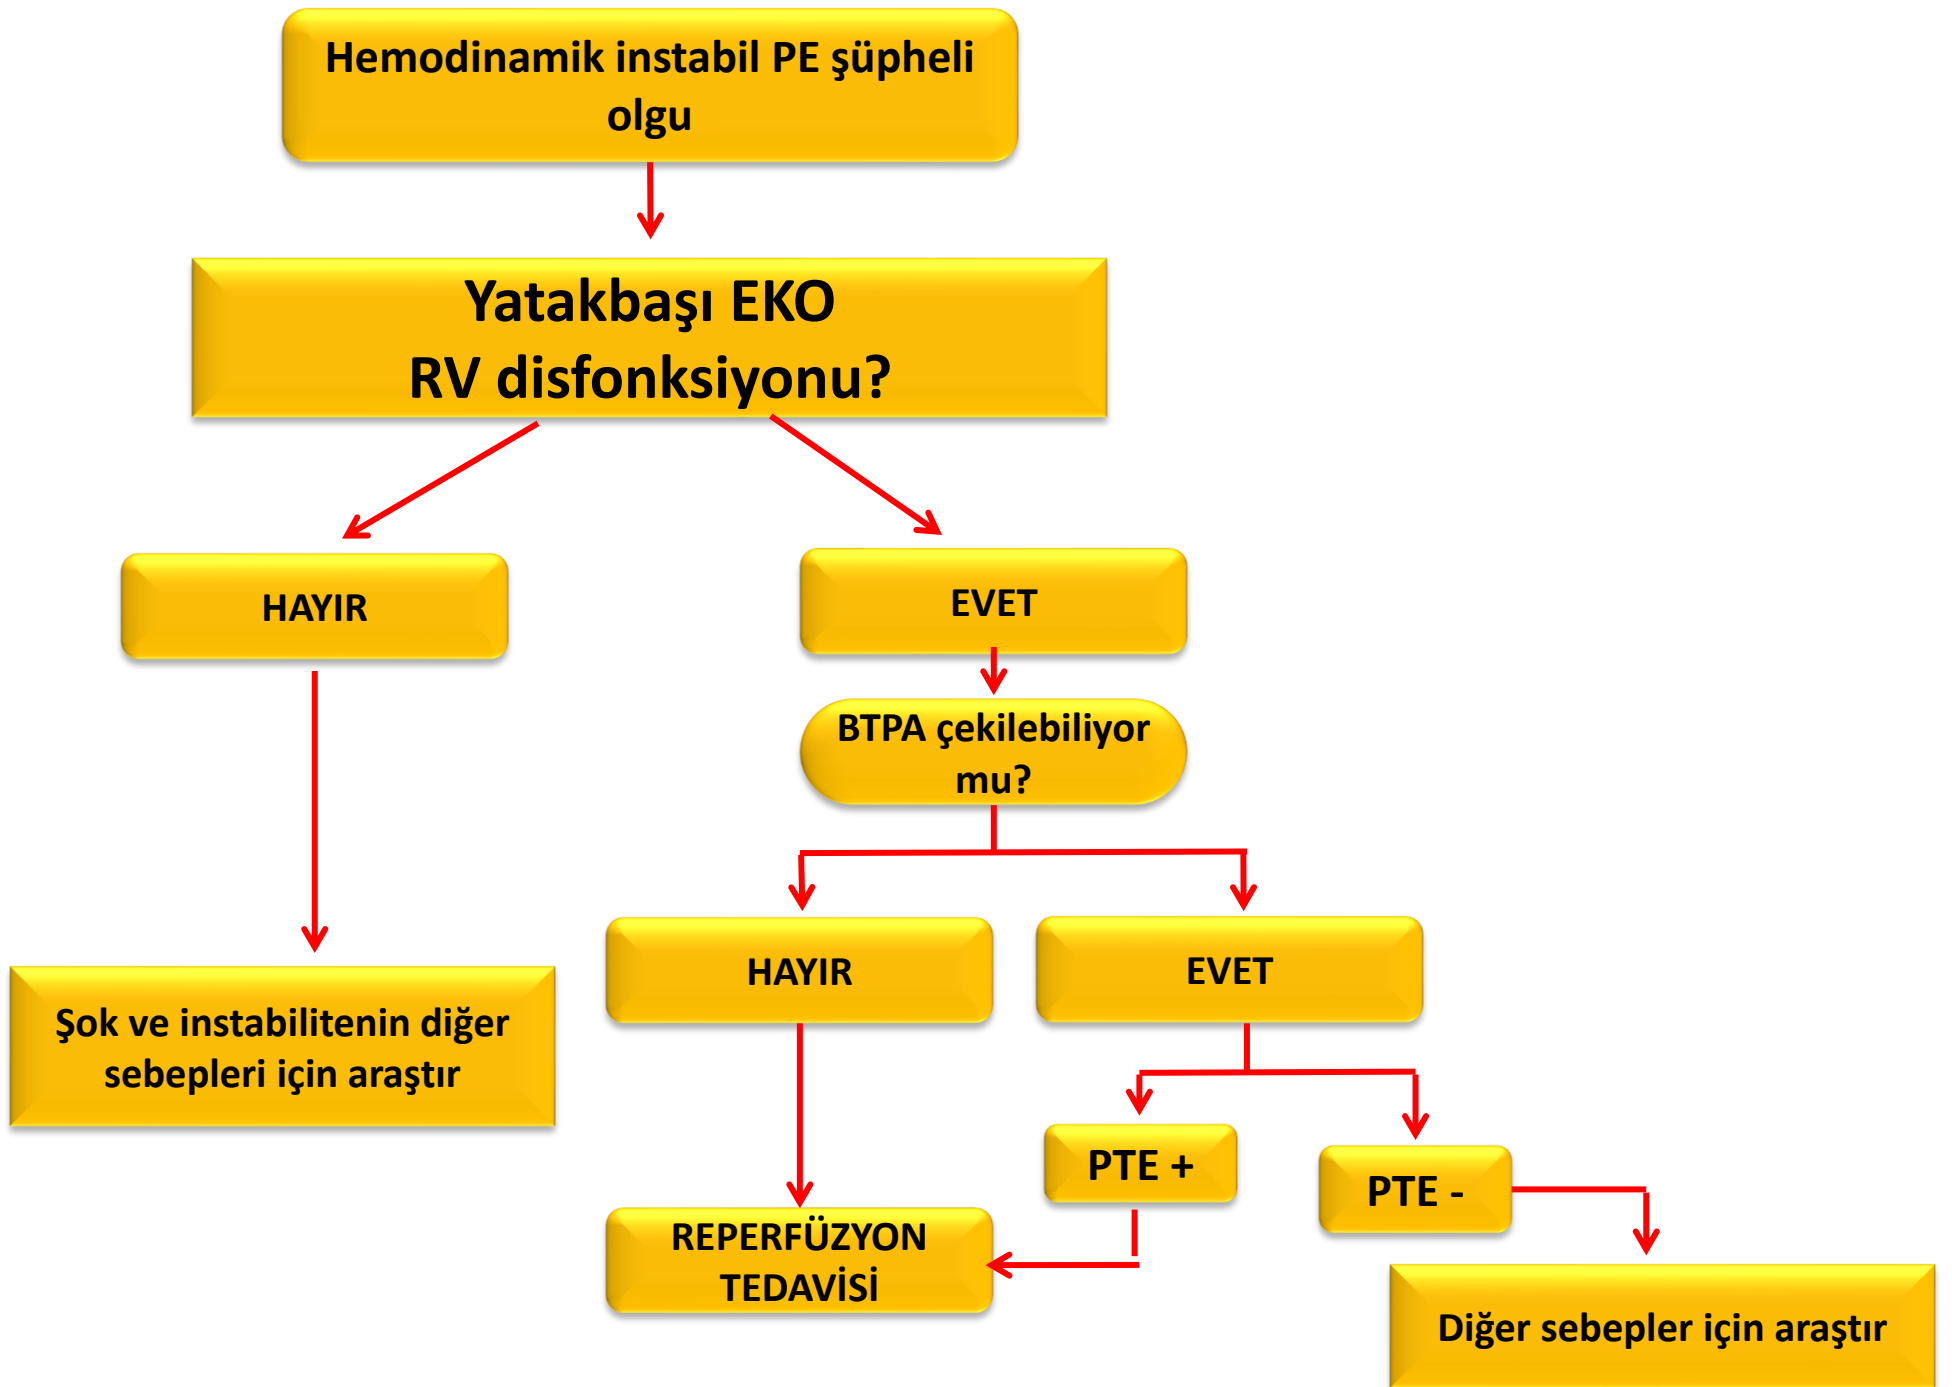 Hemodinamik instabil PE şüpheli
olgu
Yatakbaşı EKO
RV disfonksiyonu?
HAYIR
EVET
BTPA çekilebiliyor
mu?
HAYIR
EVET
Şok ve instabilitenin diğer
sebepleri için araştır
PTE +
PTE -
REPERFÜZYON
TEDAVİSİ
Diğer sebepler için araştır